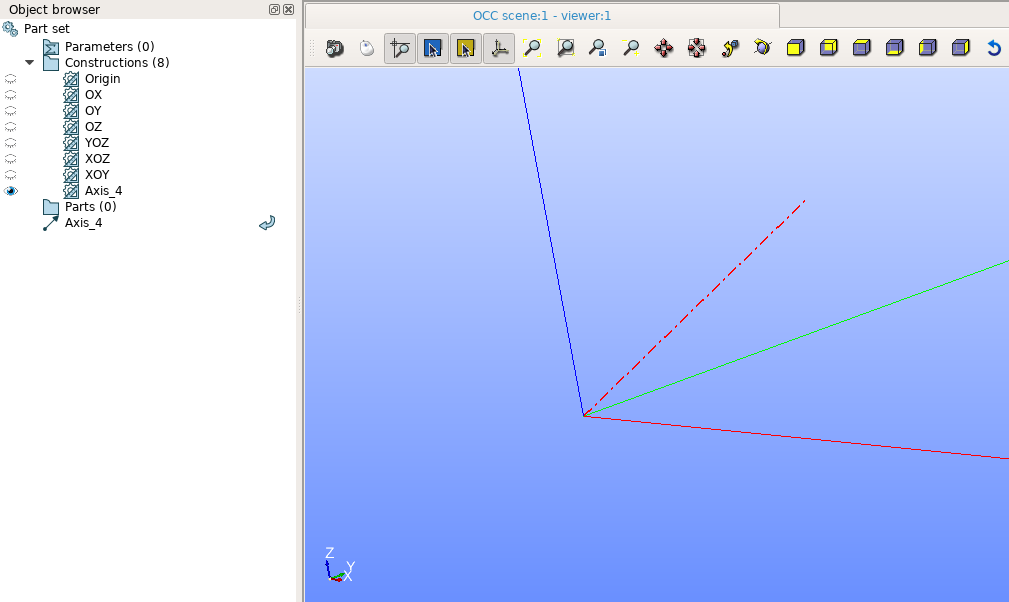 Object browser
Part set
Parameters (0)
Constructions (8)
Origin
OX
OY
OZ
YOZ
XOZ
XOY
Axis_4
Parts (0)
Axis_4
OCC scene:1 - viewer:1
Z
Y
X